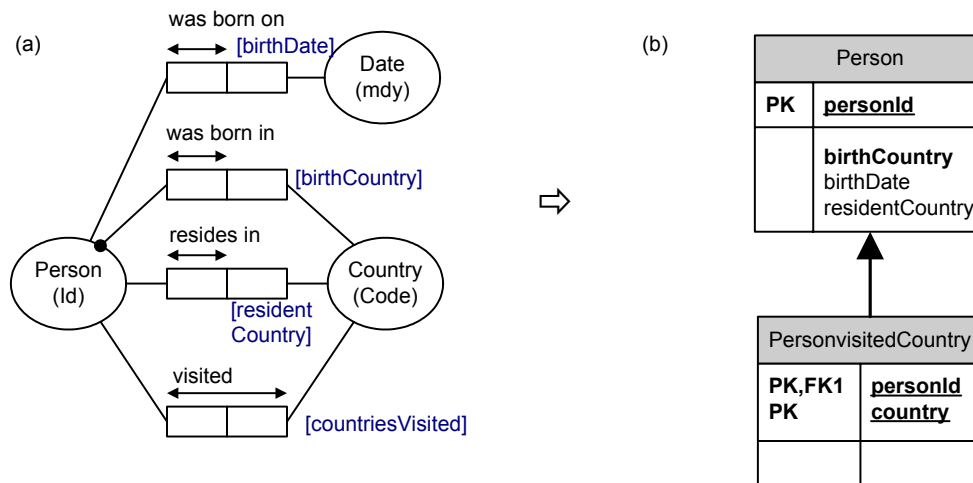 (a)
was born on
[birthDate]
Date
(mdy)
was born in
[birthCountry]
resides in
Person
(Id)
Country
(Code)
[resident
Country]
visited
[countriesVisited]
(b)
Person
PK personId
birthCountry
birthDate
residentCountry
PersonvisitedCountry
PK,FK1 personId
PK country